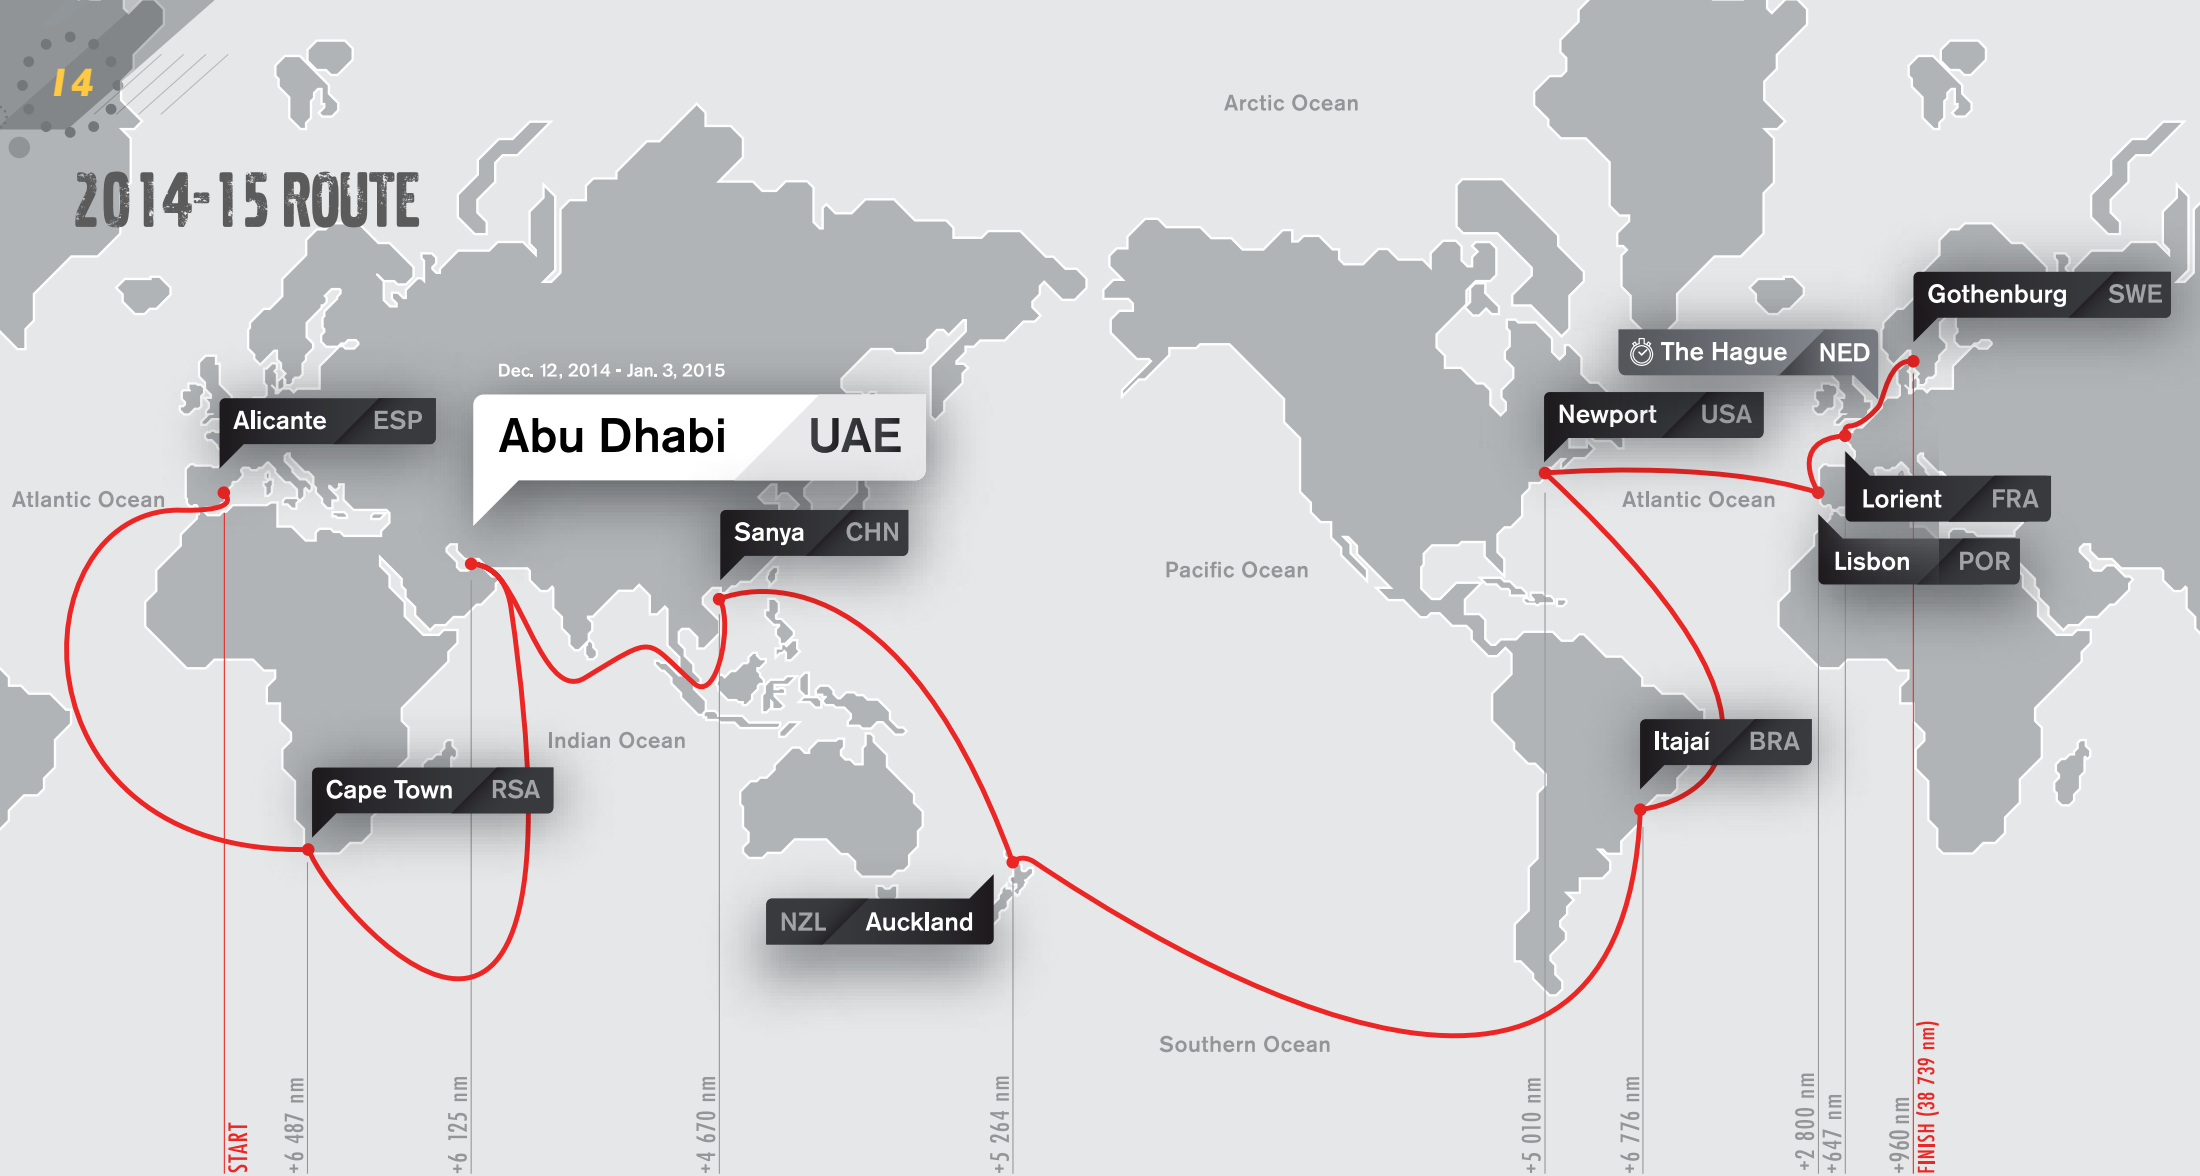 14
2014-15 ROUTE
Arctic Ocean
Gothenburg SWE
The Hague NED
Dec. 12, 2014 - Jan. 3, 2015
Abu Dhabi UAE
Alicante ESP
Newport USA
Atlantic Ocean
Atlantic Ocean
Lorient FRA
Sanya CHN
Lisbon POR
Pacific Ocean
Indian Ocean
Itajaí BRA
Cape Town RSA
NZL Auckland
Southern Ocean
START
+6 487 nm
+6 125 nm
+4 670 nm
+5 264 nm
+5 010 nm
+6 776 nm
+2 800 nm
+647 nm
+960 nm
FINISH (38 739 nm)